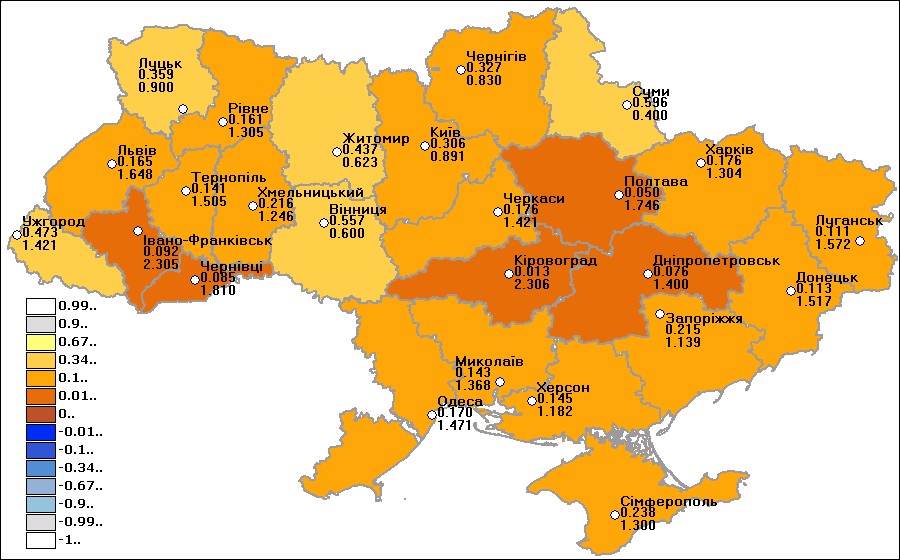 Чернігів
0.327
0.830
Луцьк
0.359
0.900
Суми
0.596
0.400
Рівне
0.161
1.305
Житомир
0.437
0.623
Київ
0.306
0.891
Харків
0.176
1.304
Львів
0.165
1.648
Тернопіль
0.141
1.505
Хмельницький
0.216
1.246
Вінниця
0.557
0.600
Черкаси
0.176
1.421
Полтава
0.050
1.746
Ужгород
0.473
1.421
Луганськ
0.111
1.572
Івано-Франківськ
0.092
2.305
Чернівці
0.085
1.810
Кіровоград
0.013
2.306
Дніпропетровськ
0.076
1.400
Донецьк
0.113
1.517
Запоріжжя
0.215
1.139
Миколаїв
0.143
1.368
Херсон
0.145
1.182
Одеса
0.170
1.471
Сімферополь
0.238
1.300
0.99..
0.9..
0.67..
0.34..
0.1..
0.01..
0..
-0.01..
-0.1..
-0.34..
-0.67..
-0.9..
-0.99..
-1..